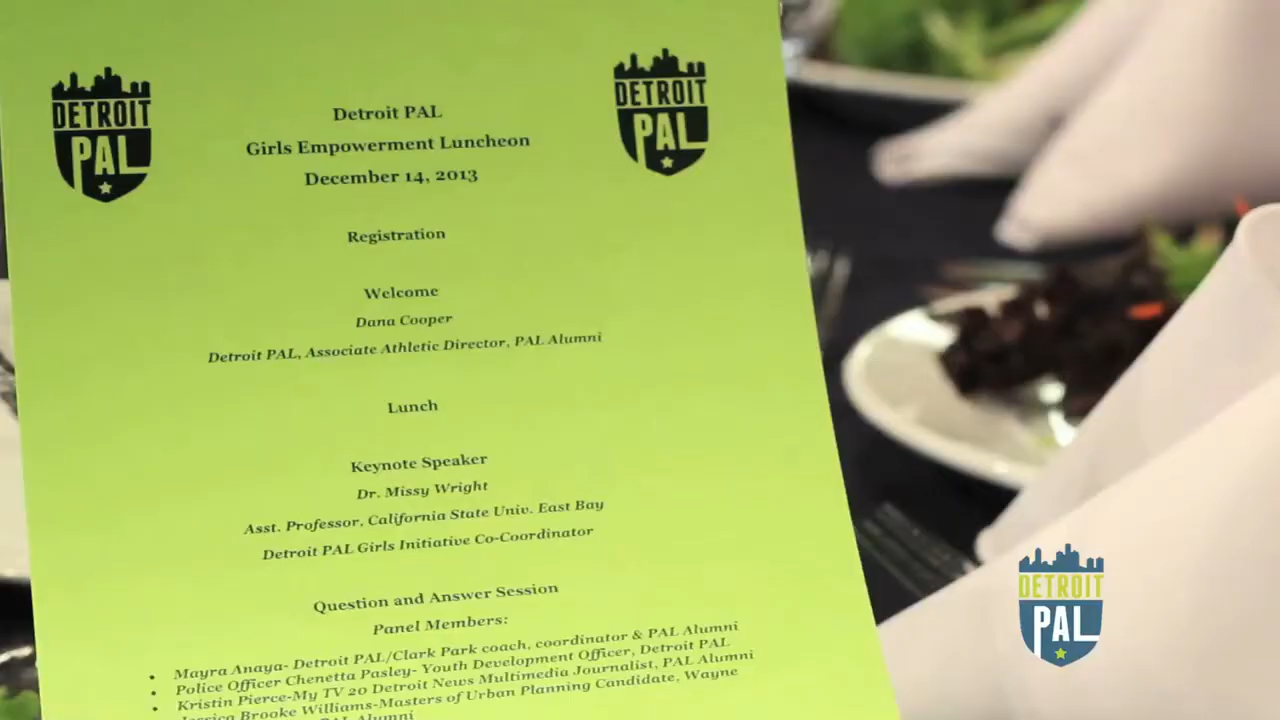 DETROIT
PAL
DETROIT
PAL
Detroit PAL
Girls Empowerment Luncheon
December 14, 2013
Registration
Welcome
Dana Cooper
Detroit PAL, Associate Athletic Director, PAL Alumni
Lunch
Keynote Speaker
Dr. Missy Wright
Asst. Professor, California State Univ. East Bay
Detroit PAL Girls Initiative Co-Coordinator
Question and Answer Session
Panel Members:
• Mayra Anaya- Detroit PAL/Clark Park coach, coordinator & PAL Alumni
• Police Officer Chenetta Pasley- Youth Development Officer, Detroit PAL
• Kristin Pierce-My TV 20 Detroit News Multimedia Journalist, PAL Alumni
Jessica Brooke Williams-Masters of Urban Planning Candidate, Wayne
PAL Alumni
DETROIT
PAL